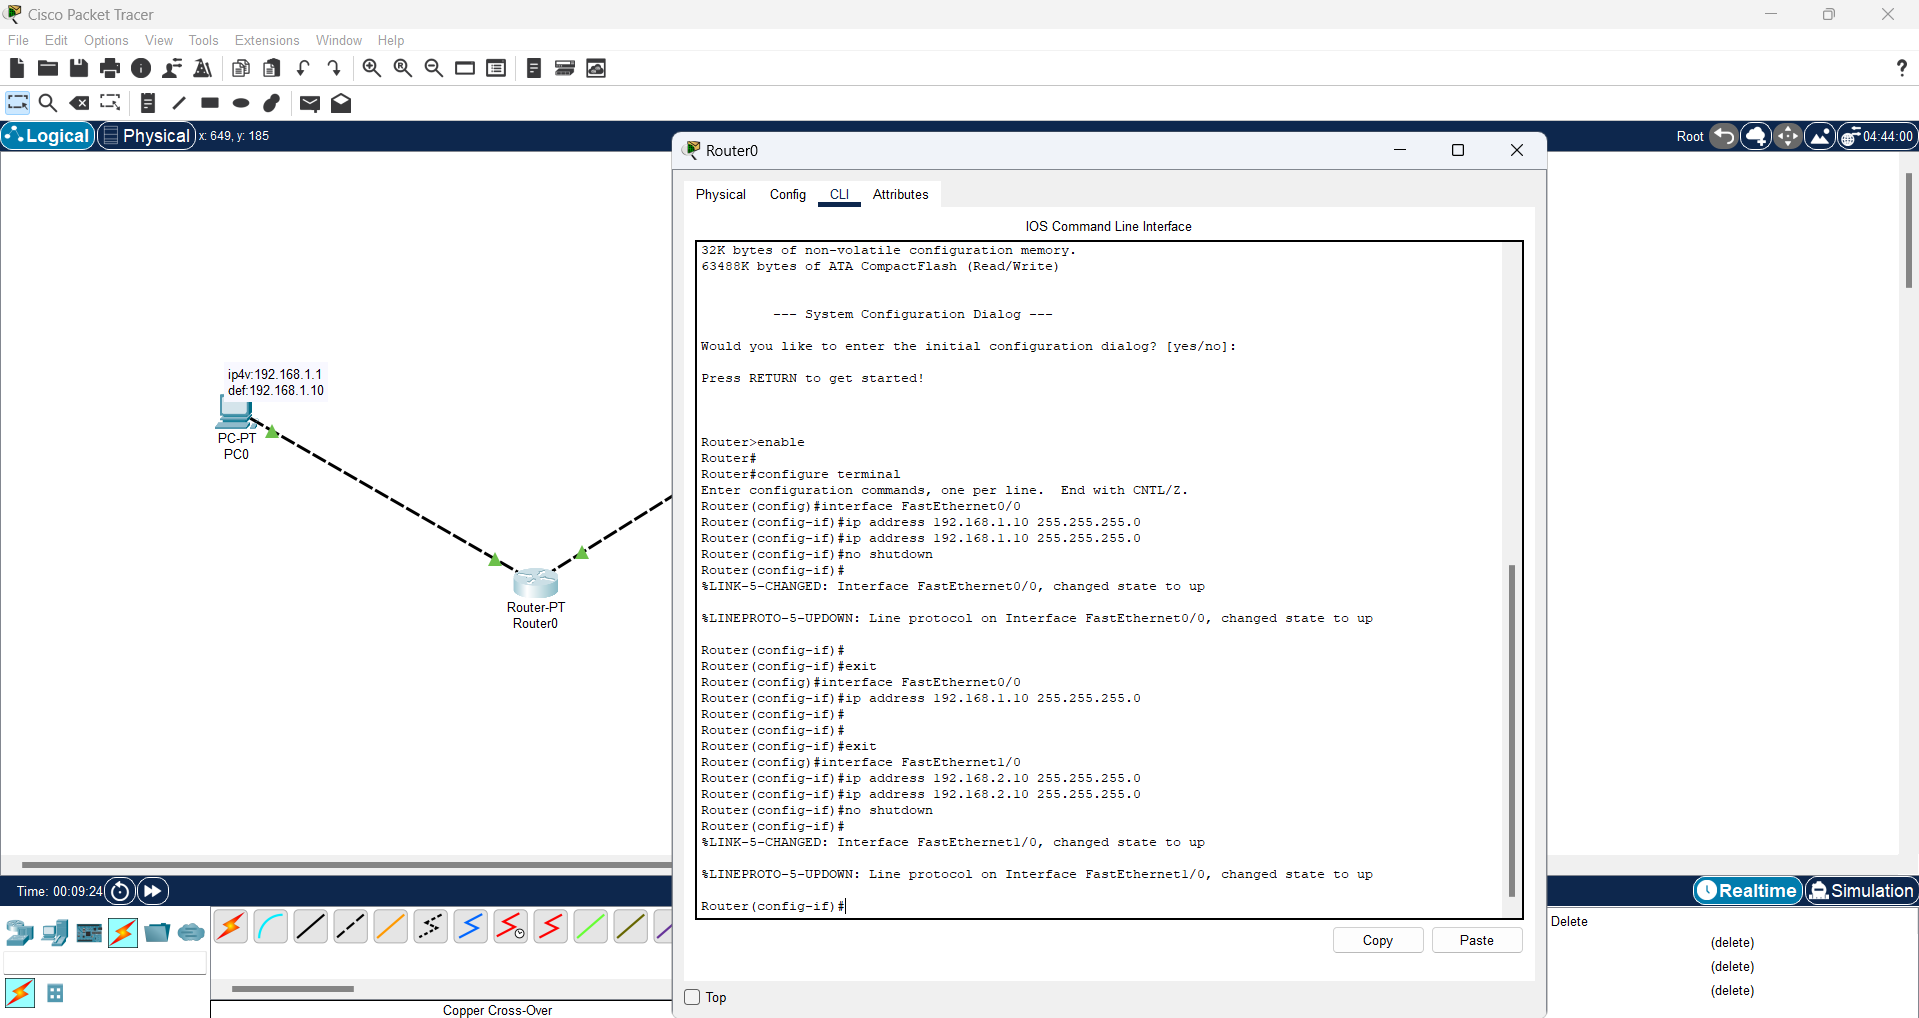 Cisco Packet Tracer
File Edit Options View Tools Extensions Window Help
?
Logical Physical x: 649, y: 185
Root 04:44:00
ip4v:192.168.1.1
def:192.168.1.10
PC-PT
PC0
Router-PT
Router0
Router0
Physical Config CLI Attributes
IOS Command Line Interface
32K bytes of non-volatile configuration memory.
63488K bytes of ATA CompactFlash (Read/Write)
--- System Configuration Dialog ---
Would you like to enter the initial configuration dialog? [yes/no]:
Press RETURN to get started!
Router>enable
Router#
Router#configure terminal
Enter configuration commands, one per line.  End with CNTL/Z.
Router(config)#interface FastEthernet0/0
Router(config-if)#ip address 192.168.1.10 255.255.255.0
Router(config-if)#ip address 192.168.1.10 255.255.255.0
Router(config-if)#no shutdown
Router(config-if)#
%LINK-5-CHANGED: Interface FastEthernet0/0, changed state to up
%LINEPROTO-5-UPDOWN: Line protocol on Interface FastEthernet0/0, changed state to up
Router(config-if)#
Router(config-if)#exit
Router(config)#interface FastEthernet0/0
Router(config-if)#ip address 192.168.1.10 255.255.255.0
Router(config-if)#
Router(config-if)#
Router(config-if)#exit
Router(config)#interface FastEthernet1/0
Router(config-if)#ip address 192.168.2.10 255.255.255.0
Router(config-if)#ip address 192.168.2.10 255.255.255.0
Router(config-if)#no shutdown
Router(config-if)#
%LINK-5-CHANGED: Interface FastEthernet1/0, changed state to up
%LINEPROTO-5-UPDOWN: Line protocol on Interface FastEthernet1/0, changed state to up
Router(config-if)#
Copy Paste
Top
Time: 00:09:24
Realtime Simulation
Delete
(delete)
(delete)
(delete)
Copper Cross-Over